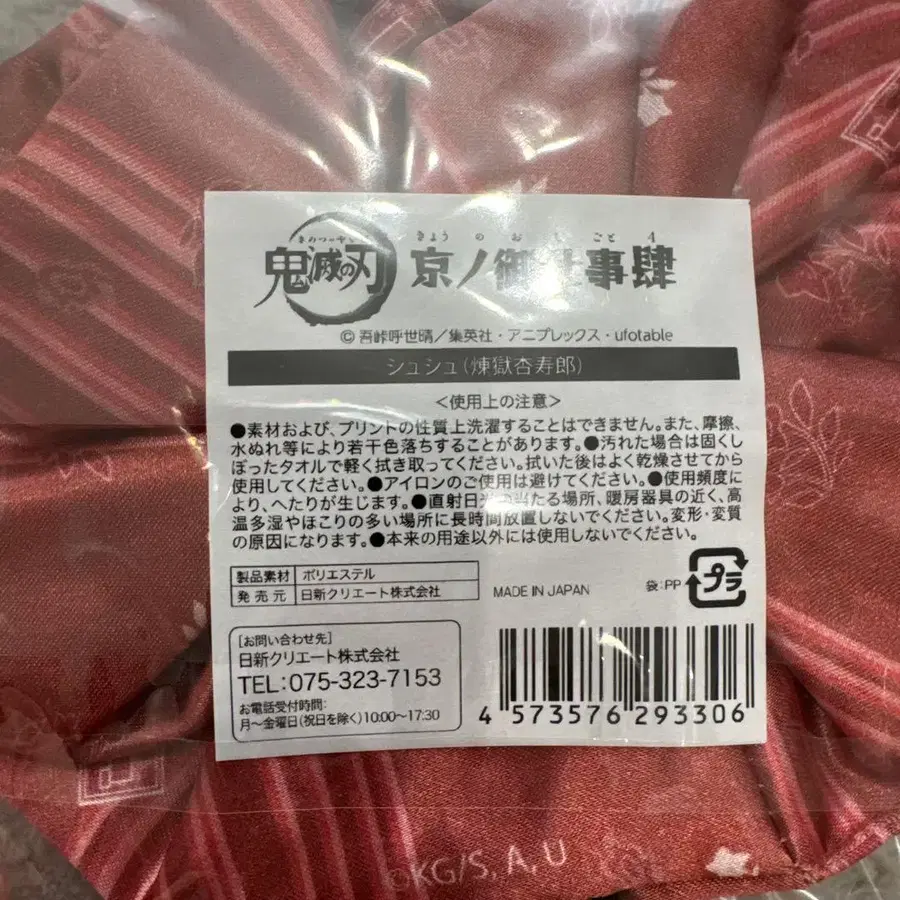 きめつのやいば
鬼滅の刃
きょうのおしごと 4
京ノ御仕事肆
©吾峠呼世晴／集英社・アニプレックス・ufotable
シュシュ(煉獄杏寿郎)
＜使用上の注意＞
●素材および、プリントの性質上洗濯することはできません。また、摩擦、
水ぬれ等により若干色落ちすることがあります。●汚れた場合は固くし
ぼったタオルで軽く拭き取ってください。拭いた後はよく乾燥させてから
使用してください。●アイロンのご使用は避けてください。●使用頻度に
より、へたりが生じます。●直射日光の当たる場所、暖房器具の近く、高
温多湿やほこりの多い場所に長時間放置しないでください。変形・変質
の原因になります。●本来の用途以外には使用しないでください。
製品素材 ポリエステル
発売元 日新クリエート株式会社
MADE IN JAPAN
袋:PP
プラ
[お問い合わせ先]
日新クリエート株式会社
TEL:075-323-7153
お電話受付時間:
月～金曜日(祝日を除く)10:00～17:30
4 573576 293306
©KG/S, A, U